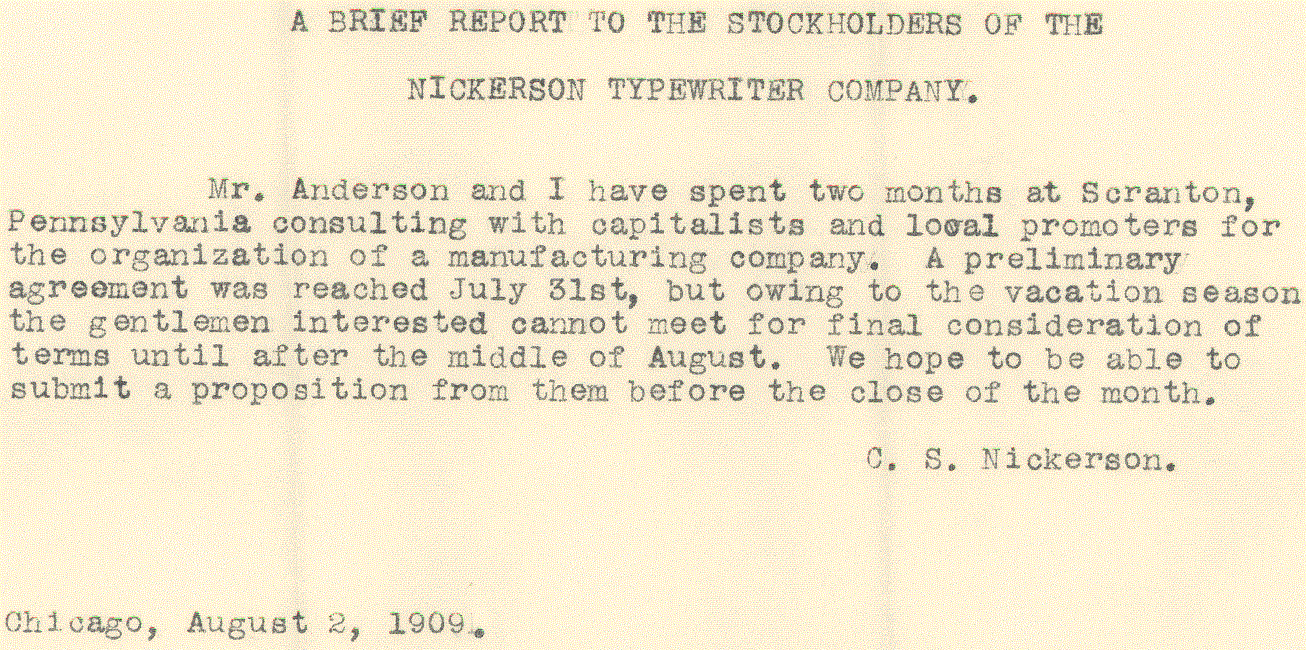 A BRIEF REPORT TO THE STOCKHOLDERS OF THE
NICKERSON TYPEWRITER COMPANY.
Mr. Anderson and I have spent two months at Scranton,
Pennsylvania consulting with capitalists and local promoters for
the organization of a manufacturing company. A preliminary
agreement was reached July 31st, but owing to the vacation season
the gentlemen interested cannot meet for final consideration of
terms until after the middle of August. We hope to be able to
submit a proposition from them before the close of the month.
C. S. Nickerson.
Chicago, August 2, 1909.